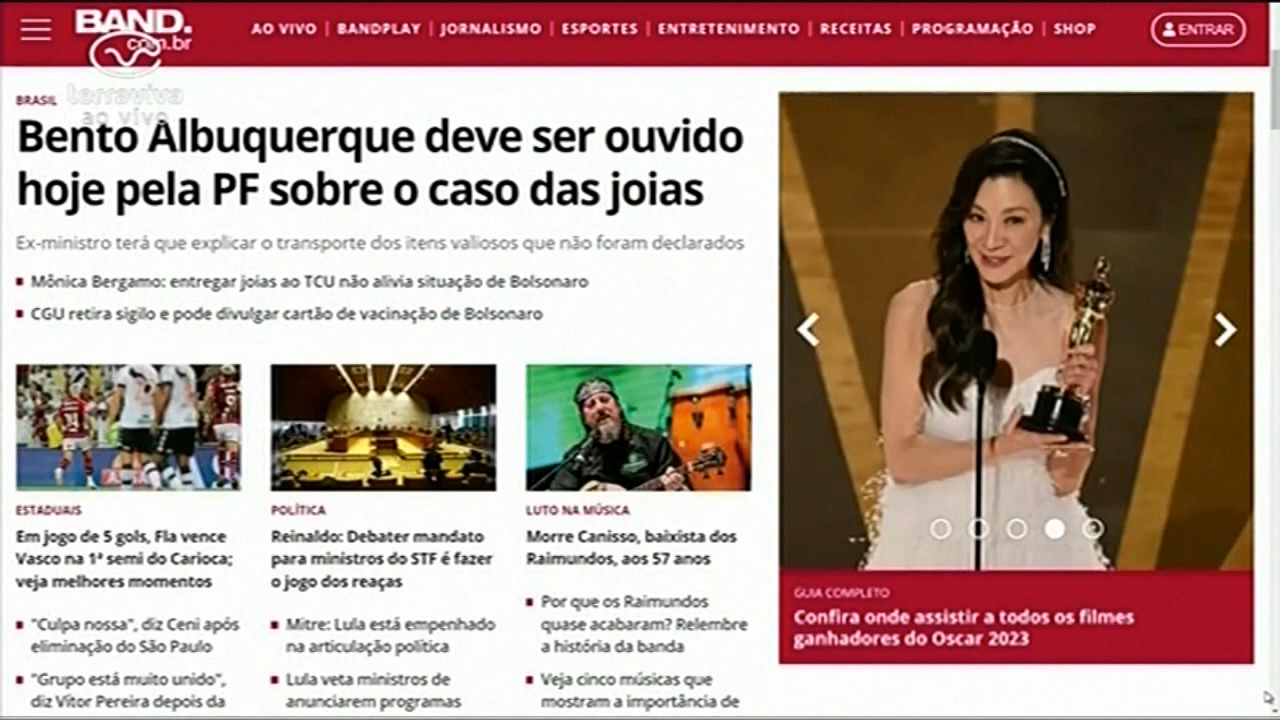 BAND.
com.br
AO VIVO | BANDPLAY | JORNALISMO | ESPORTES | ENTRETENIMENTO | RECEITAS | PROGRAMAÇÃO | SHOP
ENTRAR
terraviva
ao vivo
BRASIL
Bento Albuquerque deve ser ouvido
hoje pela PF sobre o caso das joias
Ex-ministro terá que explicar o transporte dos itens valiosos que não foram declarados
Mônica Bergamo: entregar joias ao TCU não alivia situação de Bolsonaro
CGU retira sigilo e pode divulgar cartão de vacinação de Bolsonaro
ESTADUAIS
Em jogo de 5 gols, Fla vence
Vasco na 1ª semi do Carioca;
veja melhores momentos
"Culpa nossa", diz Ceni após
eliminação do São Paulo
"Grupo está muito unido",
diz Vítor Pereira depois da
POLÍTICA
Reinaldo: Debater mandato
para ministros do STF é fazer
o jogo dos reaças
Mitre: Lula está empenhado
na articulação política
Lula veta ministros de
anunciarem programas
LUTO NA MÚSICA
Morre Canisso, baixista dos
Raimundos, aos 57 anos
Por que os Raimundos
quase acabaram? Relembre
a história da banda
Veja cinco músicas que
mostram a importância de
GUIA COMPLETO
Confira onde assistir a todos os filmes
ganhadores do Oscar 2023